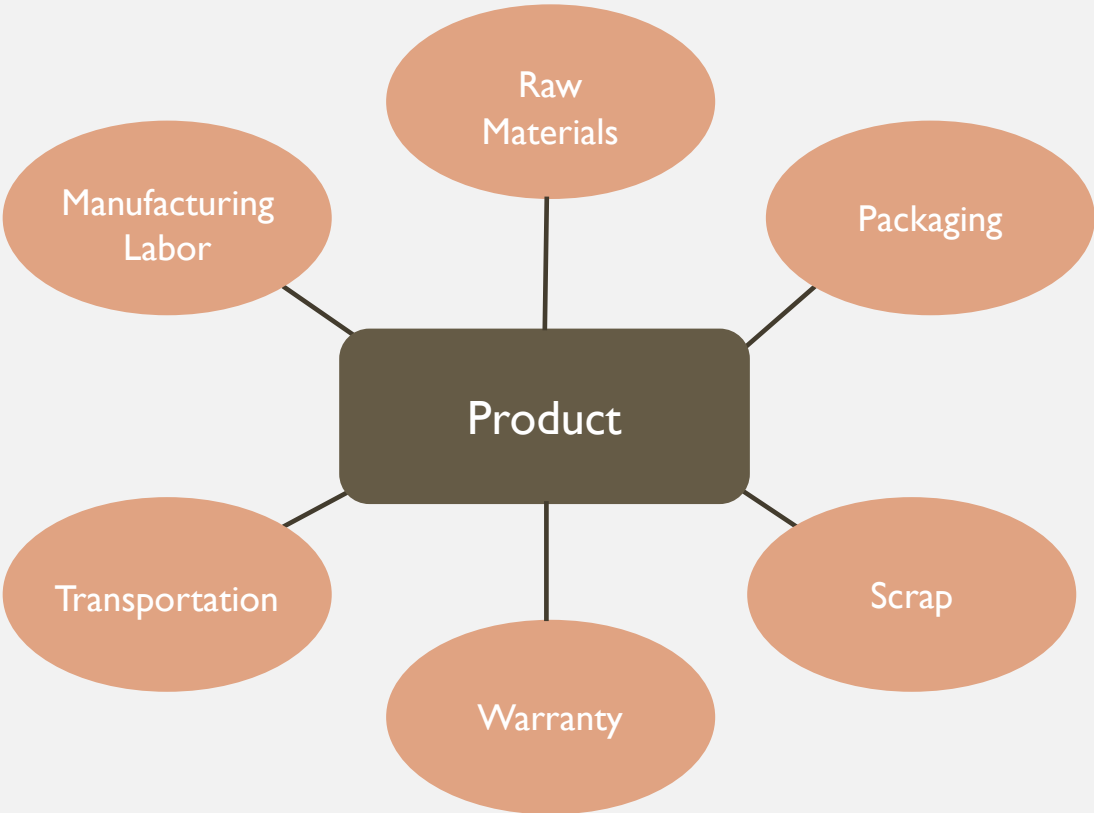 Raw
Materials
Manufacturing
Labor
Packaging
Product
Transportation
Scrap
Warranty